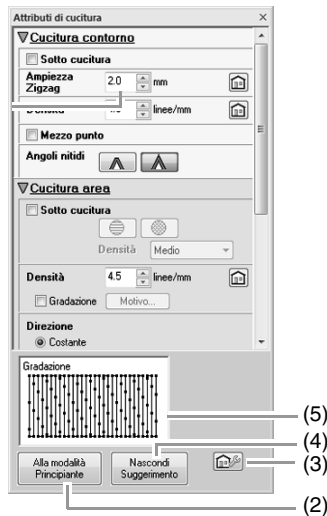 Attributi di cucitura
Cucitura contorno
Sotto cucitura
Ampiezza Zigzag 2.0 mm
linee/mm
Mezzo punto
Angoli nitidi
Cucitura area
Sotto cucitura
Densità Medio
Densità 4.5 linee/mm
Gradazione Motivo...
Direzione
Costante
Gradazione
(5)
(4)
(3)
Alla modalità Principiante
Nascondi Suggerimento
(2)